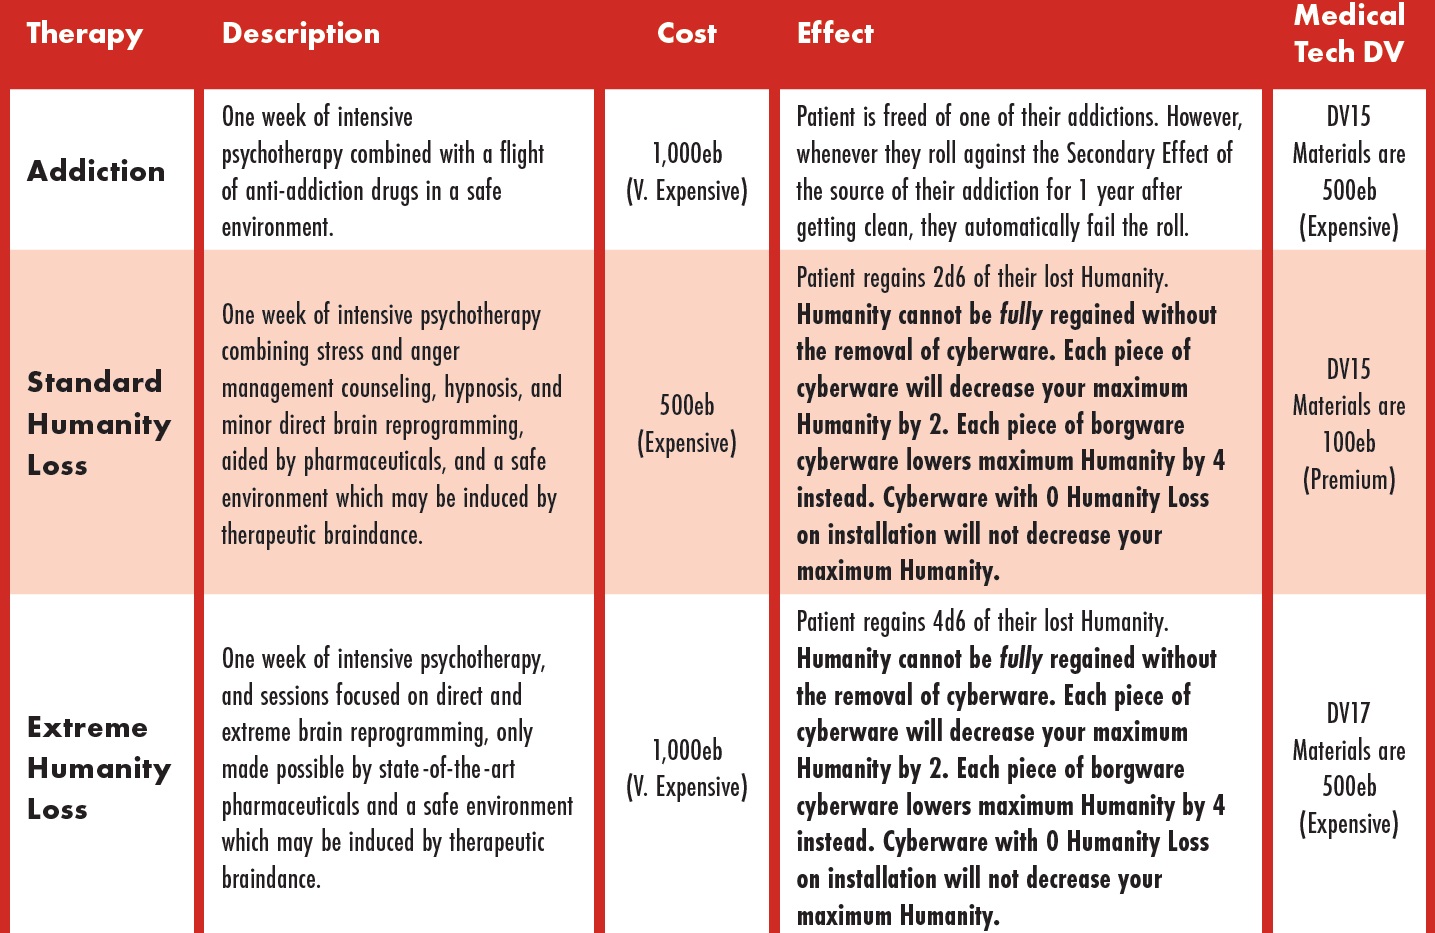 Therapy
Description
Cost
Effect
Medical
Tech DV
Addiction
One week of intensive
psychotherapy combined with a flight
of anti-addiction drugs in a safe
environment.
1,000eb
(V. Expensive)
Patient is freed of one of their addictions. However,
whenever they roll against the Secondary Effect of
the source of their addiction for 1 year after
getting clean, they automatically fail the roll.
DV15
Materials are
500eb
(Expensive)
Standard
Humanity
Loss
One week of intensive psychotherapy
combining stress and anger
management counseling, hypnosis, and
minor direct brain reprogramming,
aided by pharmaceuticals, and a safe
environment which may be induced by
therapeutic braindance.
500eb
(Expensive)
Patient regains 2d6 of their lost Humanity.
Humanity cannot be fully regained without
the removal of cyberware. Each piece of
cyberware will decrease your maximum
Humanity by 2. Each piece of borgware
cyberware lowers maximum Humanity by 4
instead. Cyberware with 0 Humanity Loss
on installation will not decrease your
maximum Humanity.
DV15
Materials are
100eb
(Premium)
Extreme
Humanity
Loss
One week of intensive psychotherapy,
and sessions focused on direct and
extreme brain reprogramming, only
made possible by state-of-the-art
pharmaceuticals and a safe environment
which may be induced by therapeutic
braindance.
1,000eb
(V. Expensive)
Patient regains 4d6 of their lost Humanity.
Humanity cannot be fully regained without
the removal of cyberware. Each piece of
cyberware will decrease your maximum
Humanity by 2. Each piece of borgware
cyberware lowers maximum Humanity by 4
instead. Cyberware with 0 Humanity Loss
on installation will not decrease your
maximum Humanity.
DV17
Materials are
500eb
(Expensive)